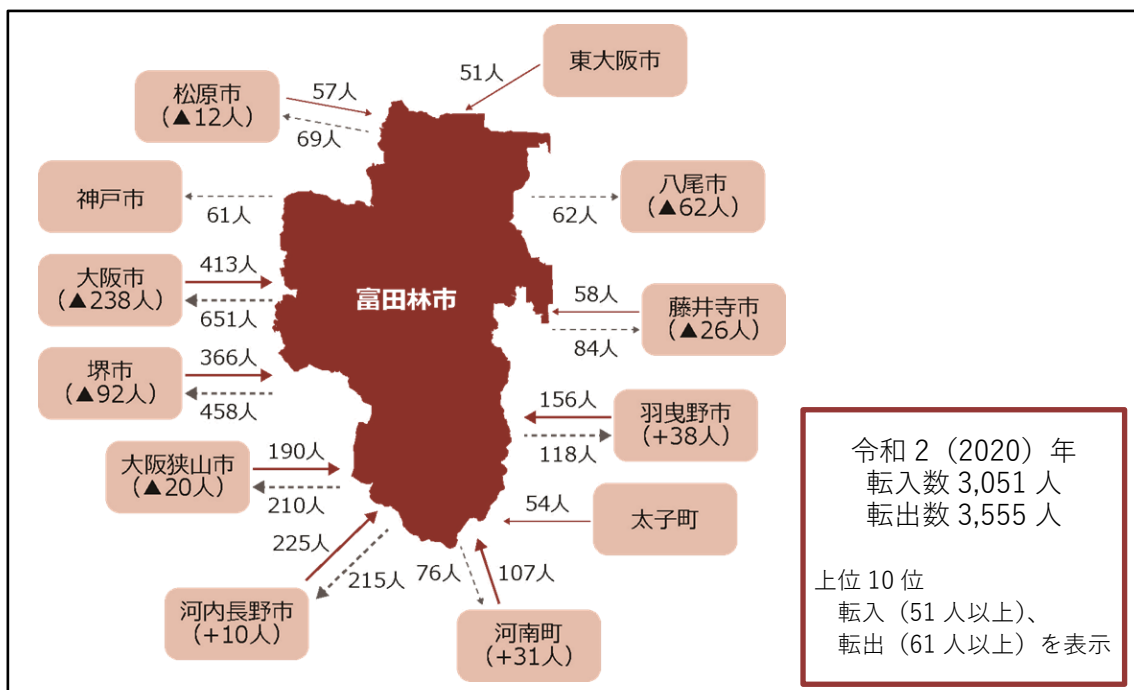 東大阪市
51人
松原市
(▲12人)
57人
69人
神戸市
61人
八尾市
(▲62人)
62人
大阪市
(▲238人)
413人
651人
富田林市
藤井寺市
(▲26人)
58人
84人
堺市
(▲92人)
366人
458人
羽曳野市
(+38人)
156人
118人
大阪狭山市
(▲20人)
190人
210人
太子町
54人
河内長野市
(+10人)
225人
215人
河南町
(+31人)
76人
107人
令和2（2020）年
転入数 3,051 人
転出数 3,555 人
上位 10 位
転入（51 人以上）、
転出（61 人以上）を表示